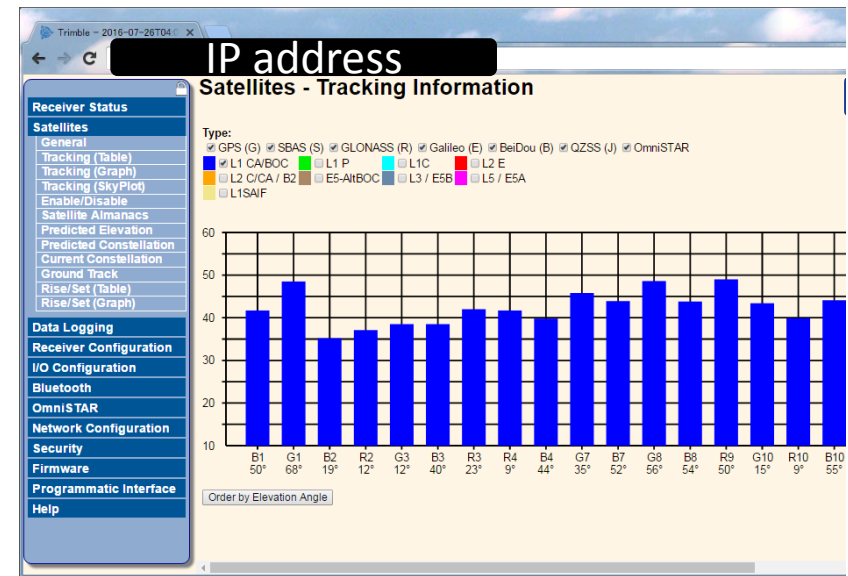 Trimble - 2016-07-26T04:
IP address
Satellites - Tracking Information
Receiver Status
Satellites
General
Tracking (Table)
Tracking (Graph)
Tracking (SkyPlot)
Enable/Disable
Satellite Almanacs
Predicted Elevation
Predicted Constellation
Current Constellation
Ground Track
Rise/Set (Table)
Rise/Set (Graph)
Data Logging
Receiver Configuration
I/O Configuration
Bluetooth
OmniSTAR
Network Configuration
Security
Firmware
Programmatic Interface
Help
Type:
GPS (G) SBAS (S) GLONASS (R) Galileo (E) BeiDou (B) QZSS (J) OmniSTAR
L1 CA/BOC L1 P L1C L2 E
L2 C/CA / B2 E5-AltBOC L3 / E5B L5 / E5A
L1SAIF
60
50
40
30
20
10
B1 G1 B2 R2 G3 B3 R3 R4 B4 G7 B7 G8 B8 R9 G10 R10 B10
50° 68° 19° 12° 12° 40° 23° 9° 44° 35° 52° 56° 54° 50° 15° 9° 55°
Order by Elevation Angle